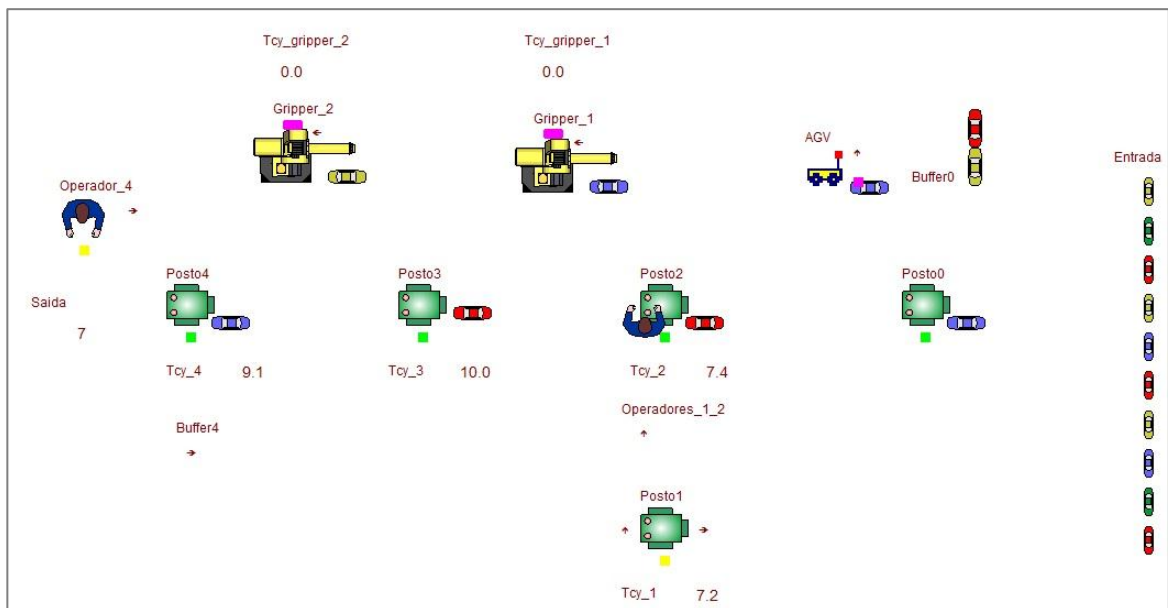 Tcy_gripper_2
Tcy_gripper_1
0.0
0.0
Gripper_2
Gripper_1
AGV
Buffer0
Entrada
Operador_4
Posto4
Posto3
Posto2
Posto0
Saida
7
Tcy_4 9.1
Tcy_3 10.0
Tcy_2 7.4
Operadores_1_2
Buffer4
Posto1
Tcy_1 7.2